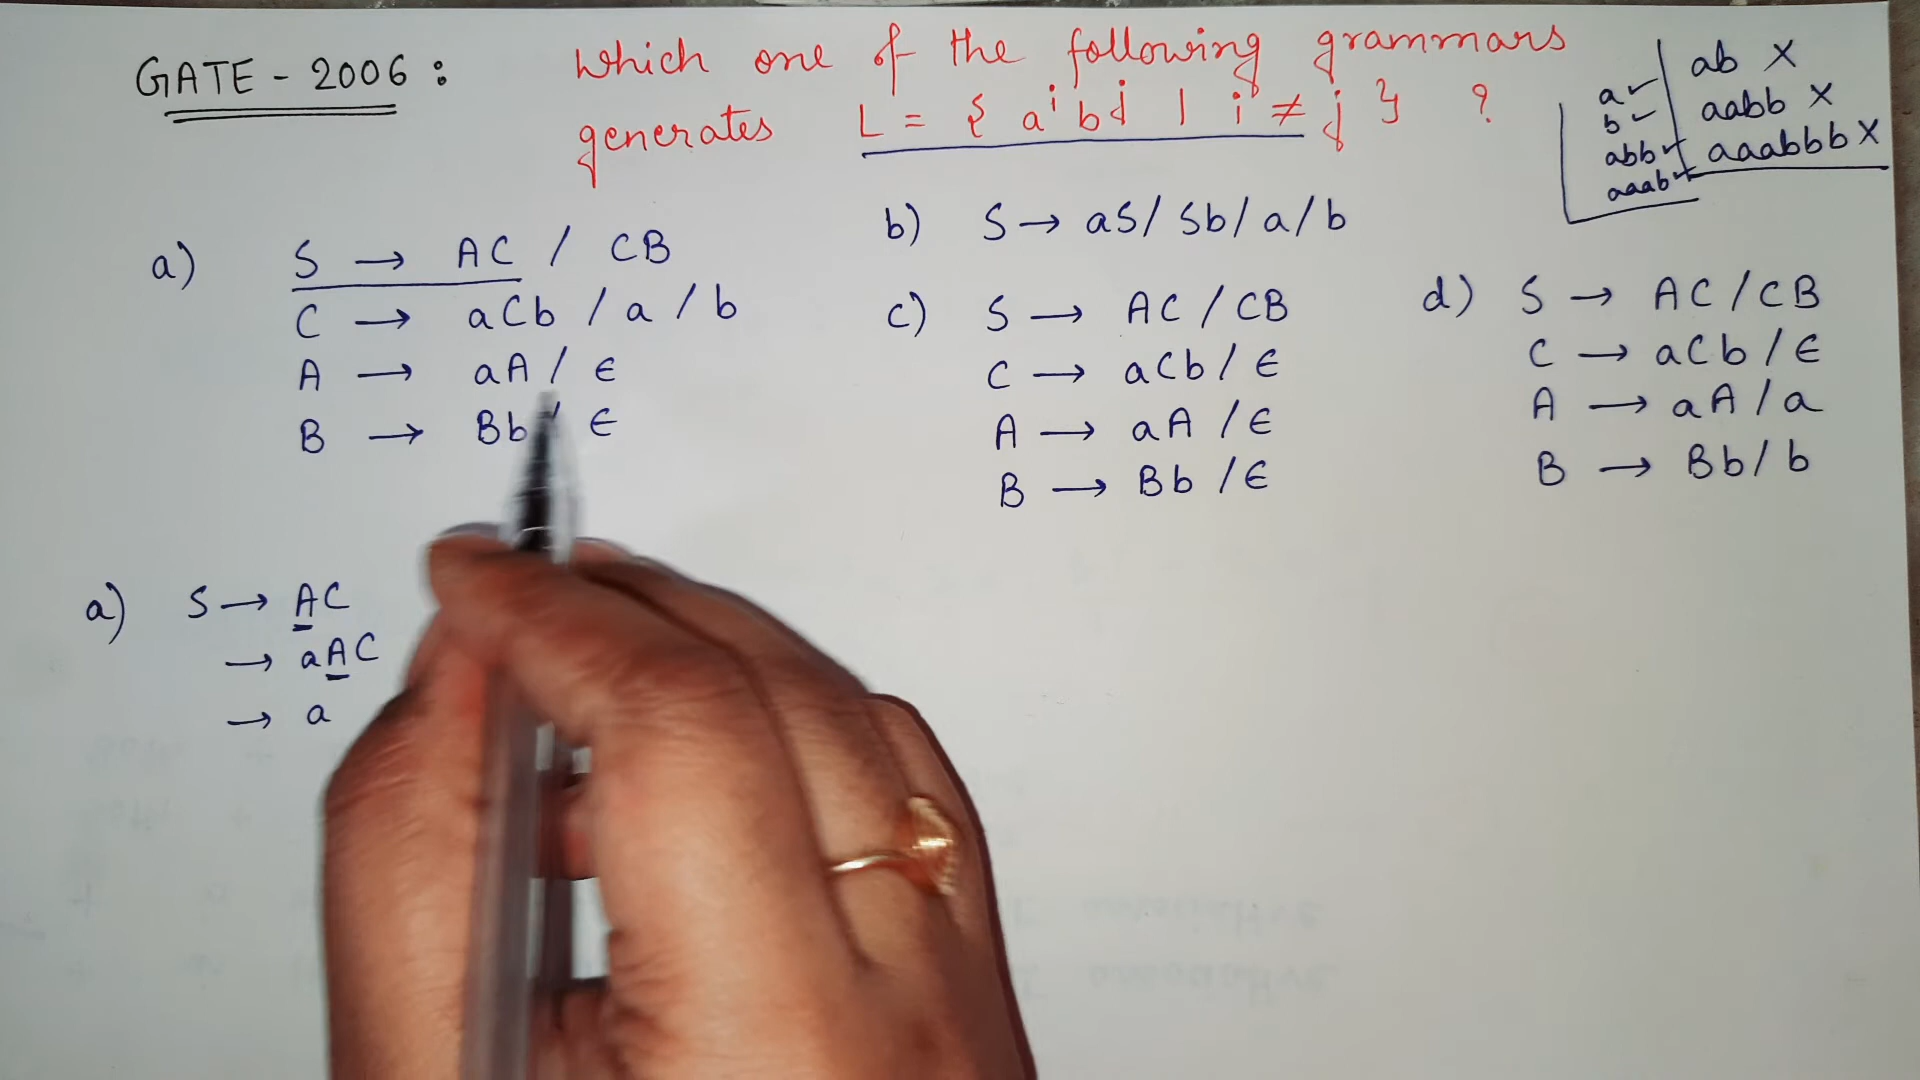 GATE - 2006 : which one of the following grammars
generates L = { a^i b^j | i ≠ j } ?
a ✓
b ✓
abb ✓
aaab ✓
ab X
aabb X
aaabbb X
a) S → AC / CB
C → aCb / a / b
A → aA / ϵ
B → Bb / ϵ
b) S → aS / Sb / a / b
c) S → AC / CB
C → aCb / ϵ
A → aA / ϵ
B → Bb / ϵ
d) S → AC / CB
C → aCb / ϵ
A → aA / a
B → Bb / b
a) S → AC
→ aAC
→ a